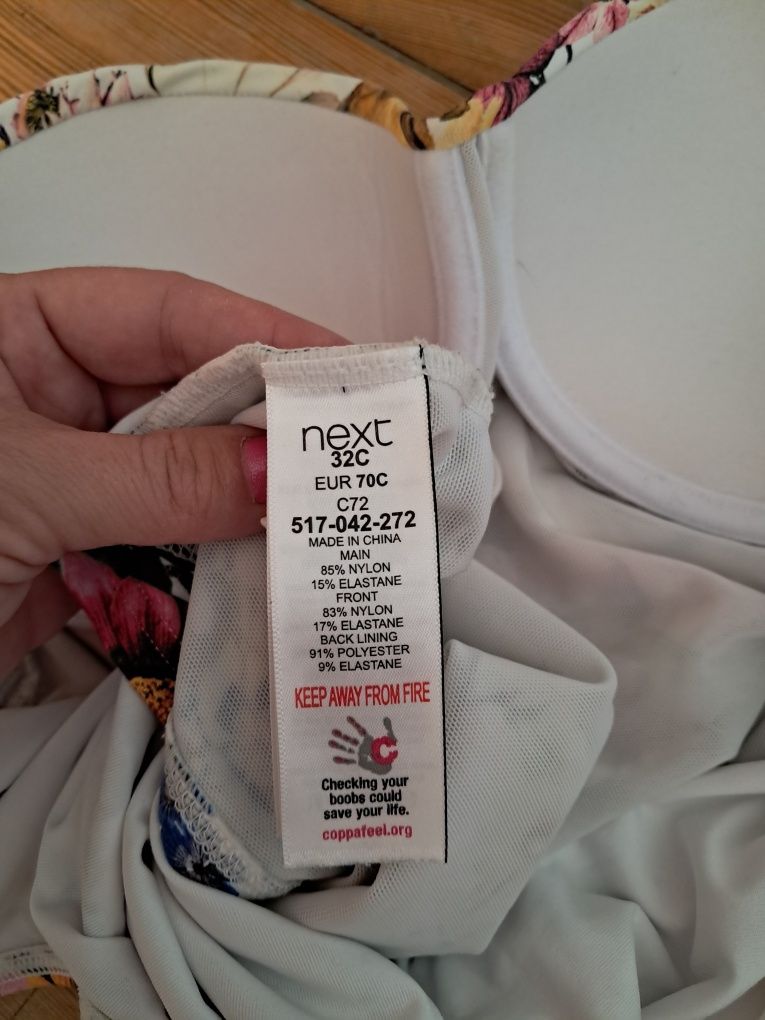 next
32C
EUR 70C
C72
517-042-272
MADE IN CHINA
MAIN
85% NYLON
15% ELASTANE
FRONT
83% NYLON
17% ELASTANE
BACK LINING
91% POLYESTER
9% ELASTANE
KEEP AWAY FROM FIRE
C
Checking your
boobs could
save your life.
coppafeel.org